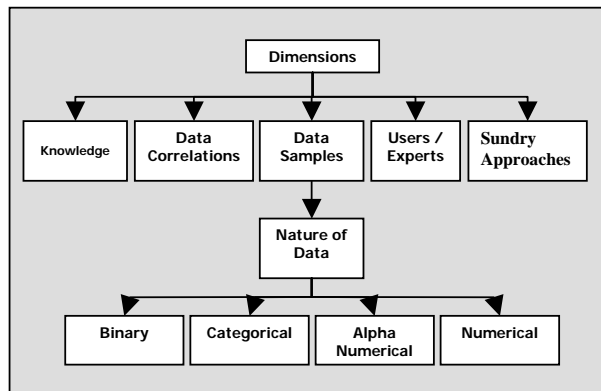 Dimensions
Knowledge
Data
Correlations
Data
Samples
Users /
Experts
Sundry
Approaches
Nature of
Data
Binary
Categorical
Alpha
Numerical
Numerical